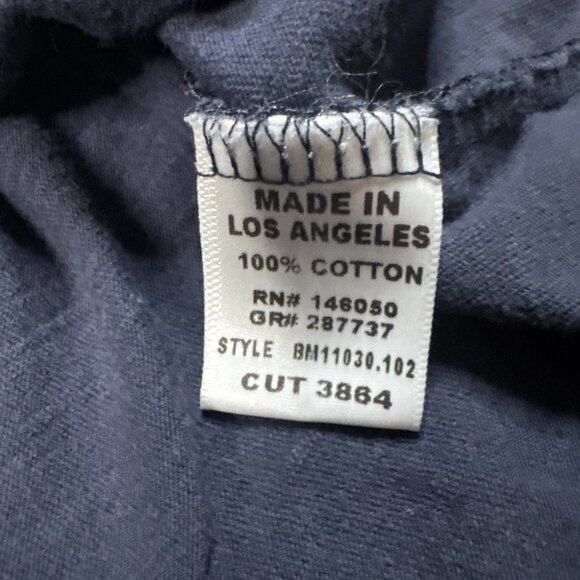 MADE IN
LOS ANGELES
100% COTTON
RN# 146050
GR# 287737
STYLE BM11030.102
CUT 3864